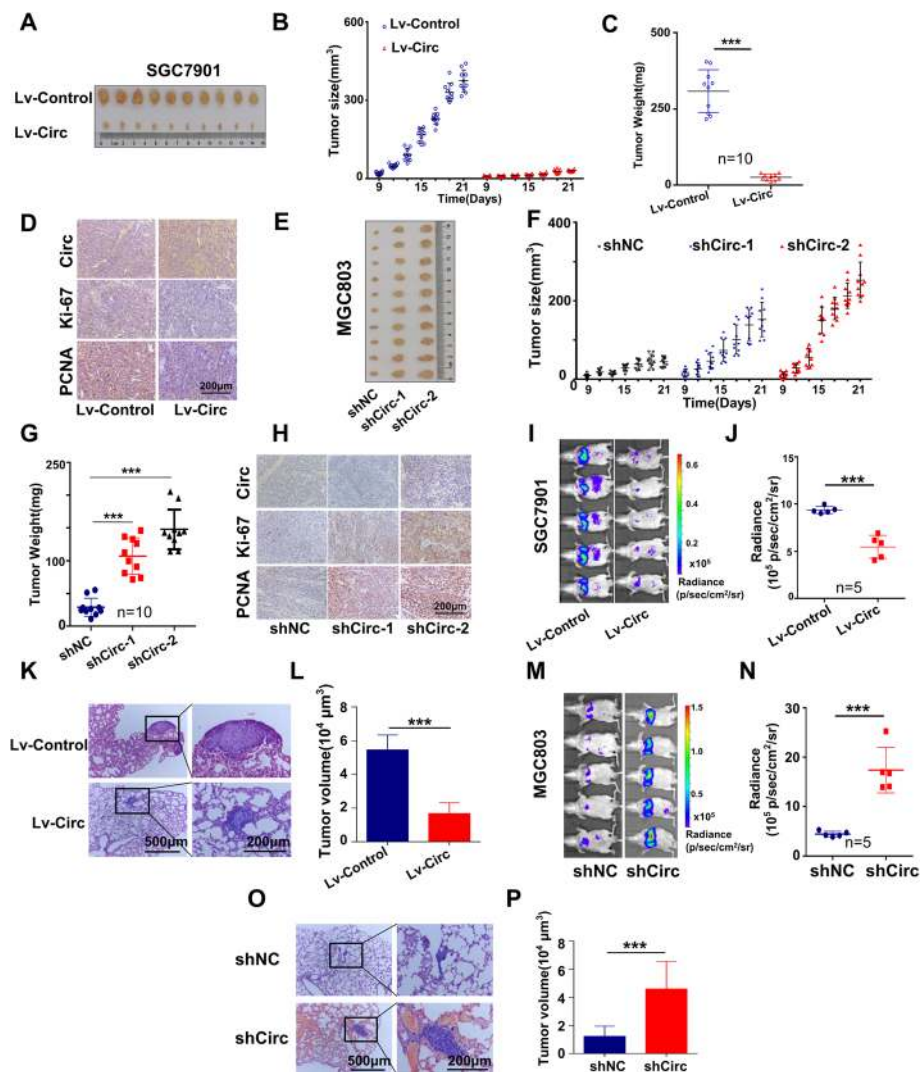 A
SGC7901
Lv-Control
Lv-Circ
B
Lv-Control
Lv-Circ
Tumor size(mm³)
600
300
0
9 15 21 9 15 21
Time(Days)
C
***
Tumor Weight(mg)
500
250
0
n=10
Lv-Control
Lv-Circ
D
Circ
Ki-67
PCNA
200μm
Lv-Control Lv-Circ
E
MGC803
shNC
shCirc-1
shCirc-2
F
shNC shCirc-1 shCirc-2
Tumor size(mm³)
400
200
0
9 15 21 9 15 21 9 15 21
Time(Days)
G
***
***
Tumor Weight(mg)
250
100
0
n=10
shNC
shCirc-1
shCirc-2
H
Circ
Ki-67
PCNA
200μm
shNC shCirc-1 shCirc-2
I
SGC7901
0.6
0.4
0.2
x10⁵
Radiance
(p/sec/cm²/sr)
Lv-Control
Lv-Circ
J
***
Radiance
(10⁵ p/sec/cm²/sr)
15
10
5
0
n=5
Lv-Control
Lv-Circ
K
Lv-Control
Lv-Circ
500μm 200μm
L
***
Tumor volume(10⁴ μm³)
8
6
4
2
0
Lv-Control
Lv-Circ
M
MGC803
1.5
1.0
0.5
x10⁵
Radiance
(p/sec/cm²/sr)
shNC shCirc
N
***
Radiance
(10⁵ p/sec/cm²/sr)
30
20
10
0
n=5
shNC shCirc
O
shNC
shCirc
500μm 200μm
P
***
Tumor volume(10⁴ μm³)
8
6
4
2
0
shNC shCirc